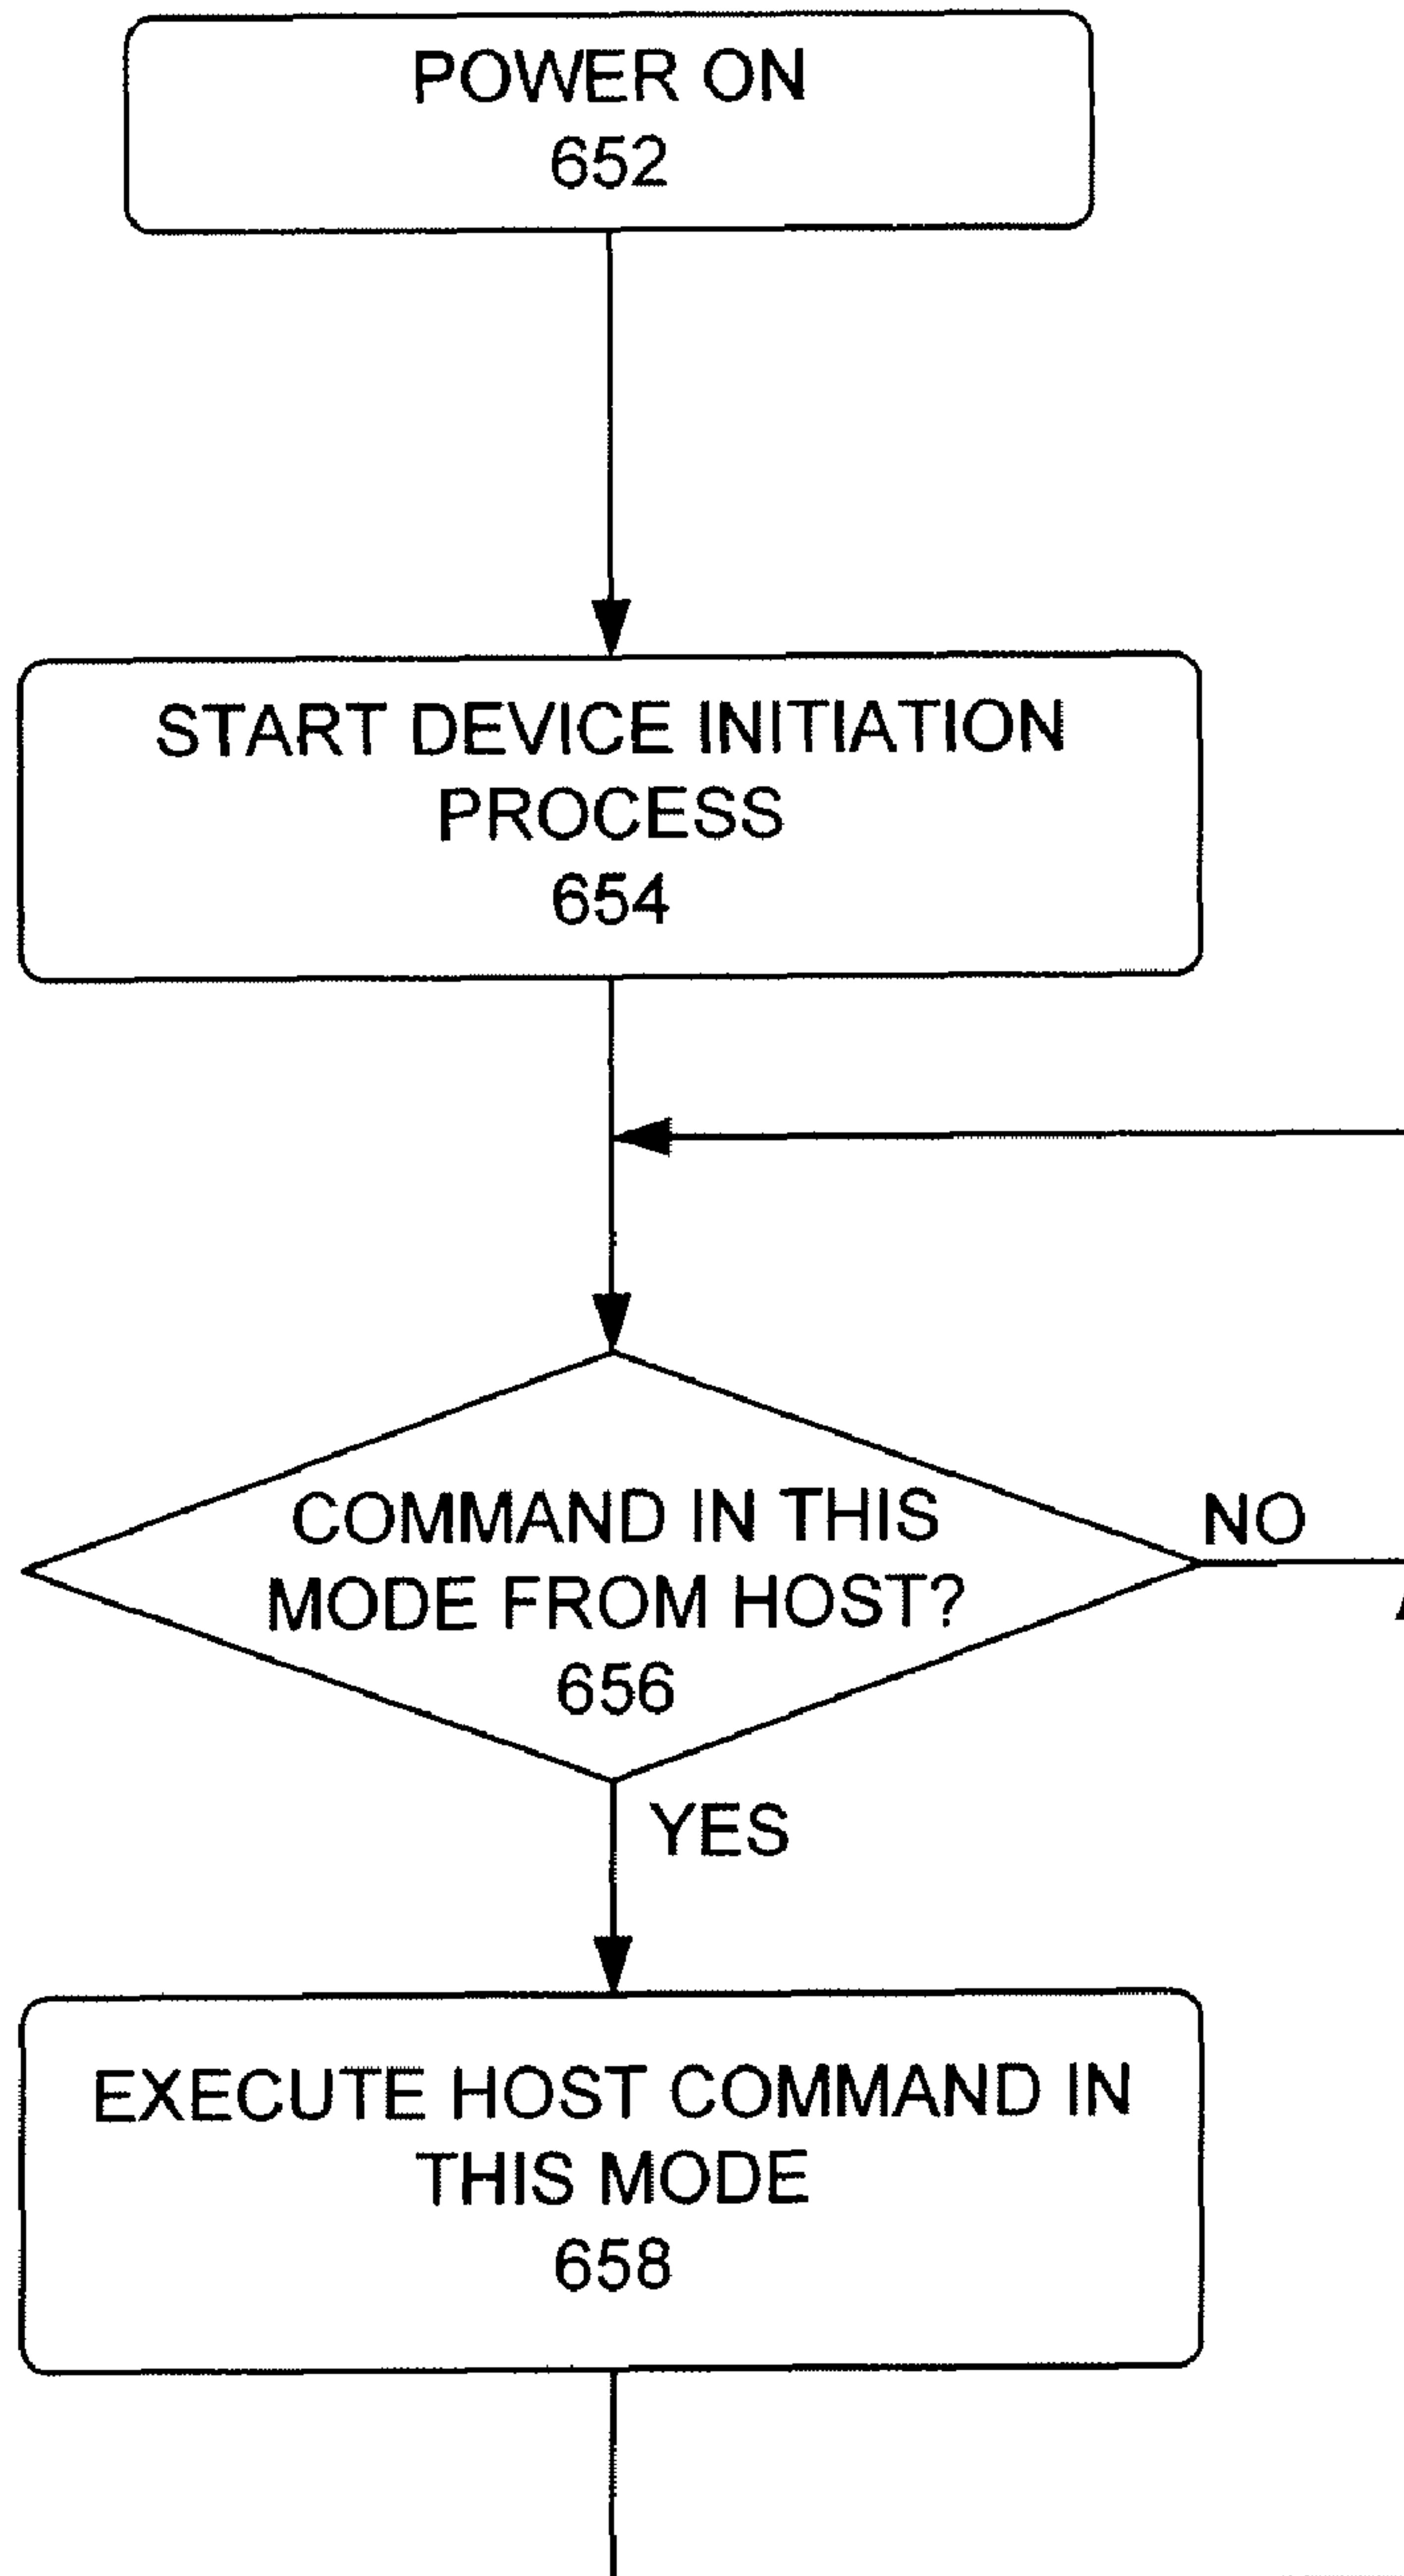 POWER ON
652
START DEVICE INITIATION
PROCESS
654
COMMAND IN THIS
MODE FROM HOST?
656
NO
YES
EXECUTE HOST COMMAND IN
THIS MODE
658